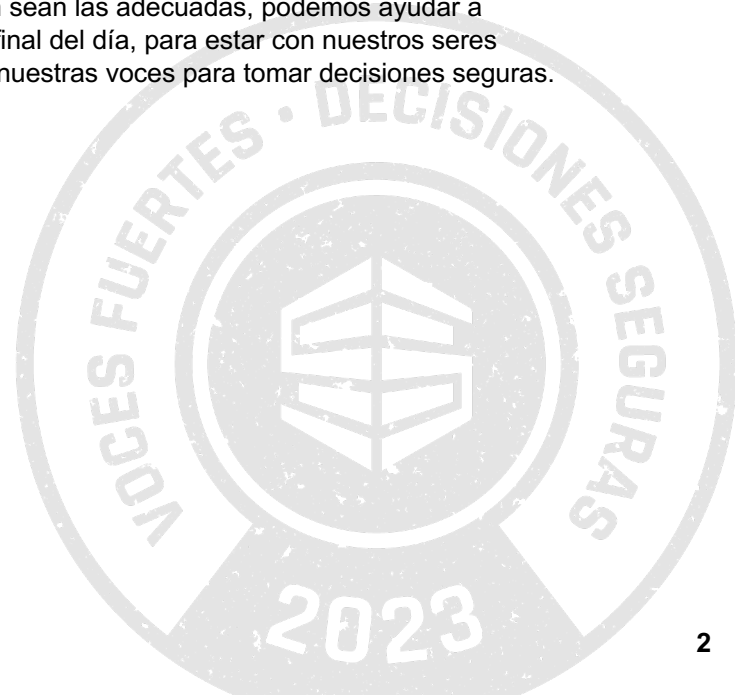 sean las adecuadas, podemos ayudar a
final del día, para estar con nuestros seres
nuestras voces para tomar decisiones seguras.
VOCES FUERTES • DECISIONES SEGURAS
2023
2